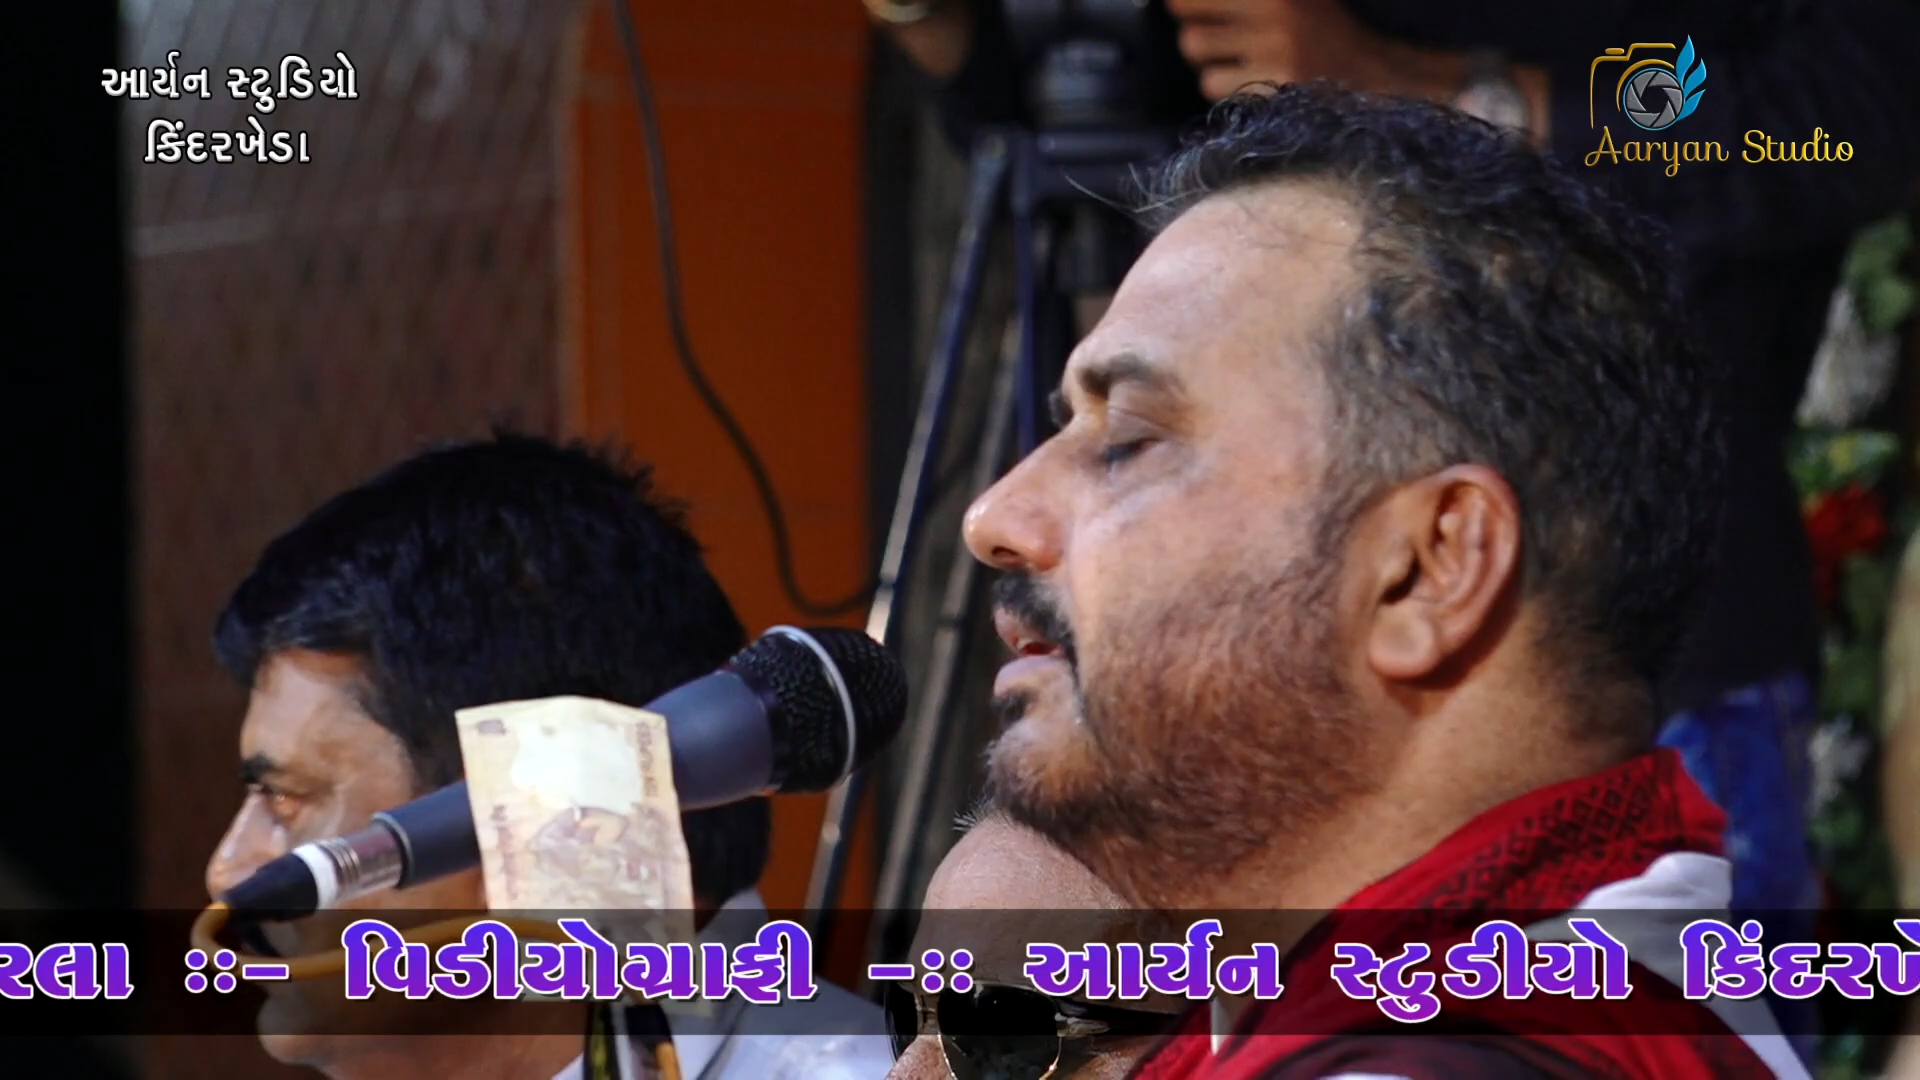 આર્યન સ્ટુડિયો
કિંદરખેડા
Aaryan Studio
રલા ::– વિડીયોગ્રાફી –:: આર્યન સ્ટુડીયો કિંદરખે